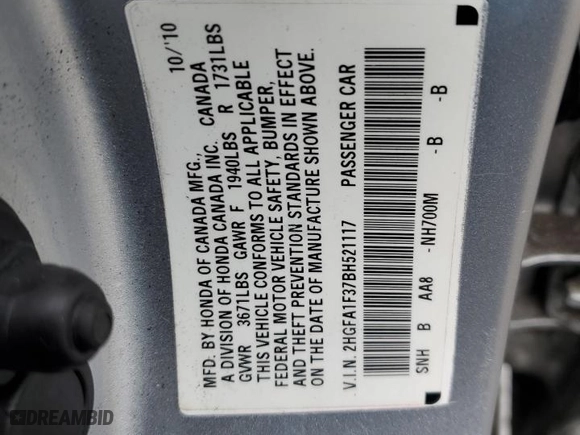 MFD. BY HONDA OF CANADA MFG., 10/'10
A DIVISION OF HONDA CANADA INC. CANADA
GVWR 3671LBS GAWR F 1940LBS R 1731LBS
THIS VEHICLE CONFORMS TO ALL APPLICABLE
FEDERAL MOTOR VEHICLE SAFETY, BUMPER,
AND THEFT PREVENTION STANDARDS IN EFFECT
ON THE DATE OF MANUFACTURE SHOWN ABOVE.
V.I.N. 2HGFA1F37BH521117 PASSENGER CAR
SNH B AA8 -NH700M -B -B
DREAMBID